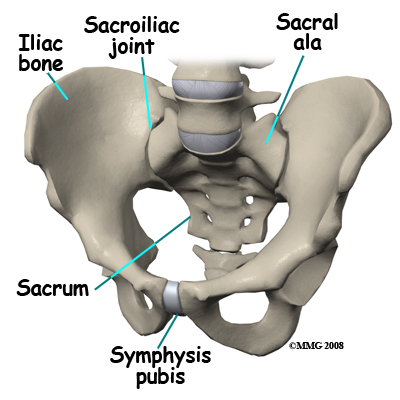 Iliac
bone
Sacroiliac
joint
Sacral
ala
Sacrum
Symphysis
pubis
©MMG 2008